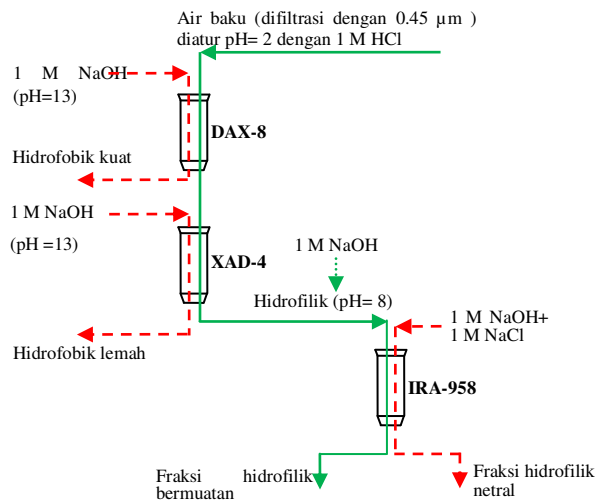 Air baku (difiltrasi dengan 0.45 µm )
diatur pH= 2 dengan 1 M HCl
1 M NaOH
(pH=13)
DAX-8
Hidrofobik kuat
1 M NaOH
(pH =13)
XAD-4
1 M NaOH
Hidrofilik (pH= 8)
Hidrofobik lemah
1 M NaOH+
1 M NaCl
IRA-958
Fraksi hidrofilik
bermuatan
Fraksi hidrofilik
netral